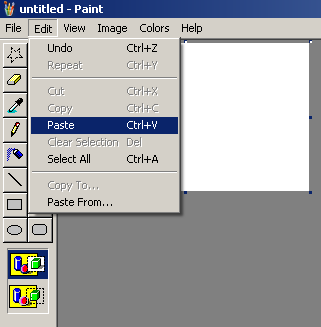 untitled - Paint
File Edit View Image Colors Help
Undo Ctrl+Z
Repeat Ctrl+Y
Cut Ctrl+X
Copy Ctrl+C
Paste Ctrl+V
Clear Selection Del
Select All Ctrl+A
Copy To...
Paste From...